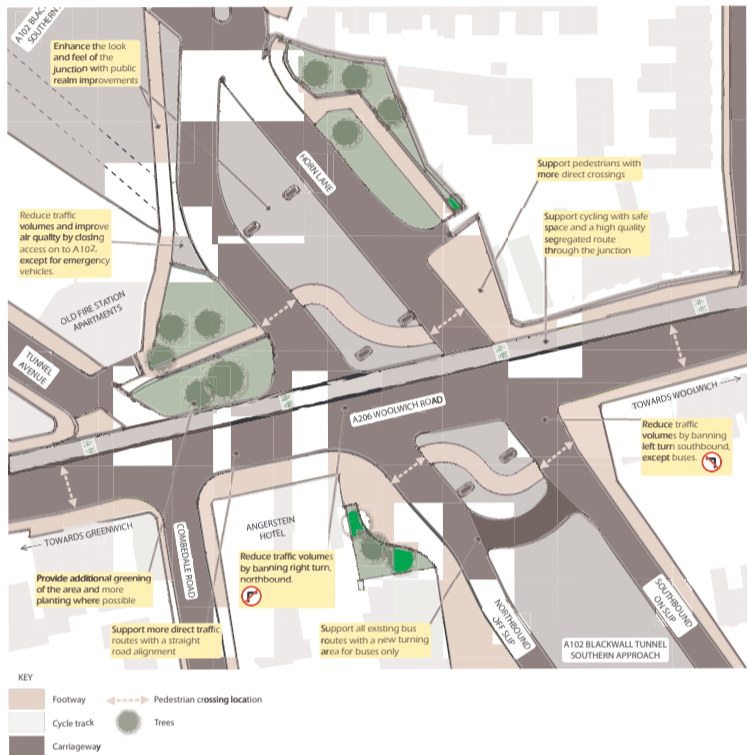 A102 BLAC
SOUTHERN
Enhance the look
and feel of the
junction with public
realm improvements
HORN LANE
Support pedestrians with
more direct crossings
Reduce traffic
volumes and improve
air quality by closing
access on to A102,
except for emergency
vehicles.
Support cycling with safe
space and a high quality
segregated route
through the junction
OLD FIRE STATION
APARTMENTS
TUNNEL
AVENUE
A206 WOOLWICH ROAD
TOWARDS WOOLWICH
Reduce traffic
volumes by banning
left turn southbound,
except buses.
TOWARDS GREENWICH
COMBEDALE ROAD
ANGERSTEIN
HOTEL
Reduce traffic volumes
by banning right turn,
northbound.
Provide additional greening
of the area and more
planting where possible
Support more direct traffic
routes with a straight
road alignment
Support all existing bus
routes with a new turning
area for buses only
NORTHBOUND
OFF SLIP
SOUTHBOUND
ON SLIP
A102 BLACKWALL TUNNEL
SOUTHERN APPROACH
KEY
Footway
Pedestrian crossing location
Cycle track
Trees
Carriageway